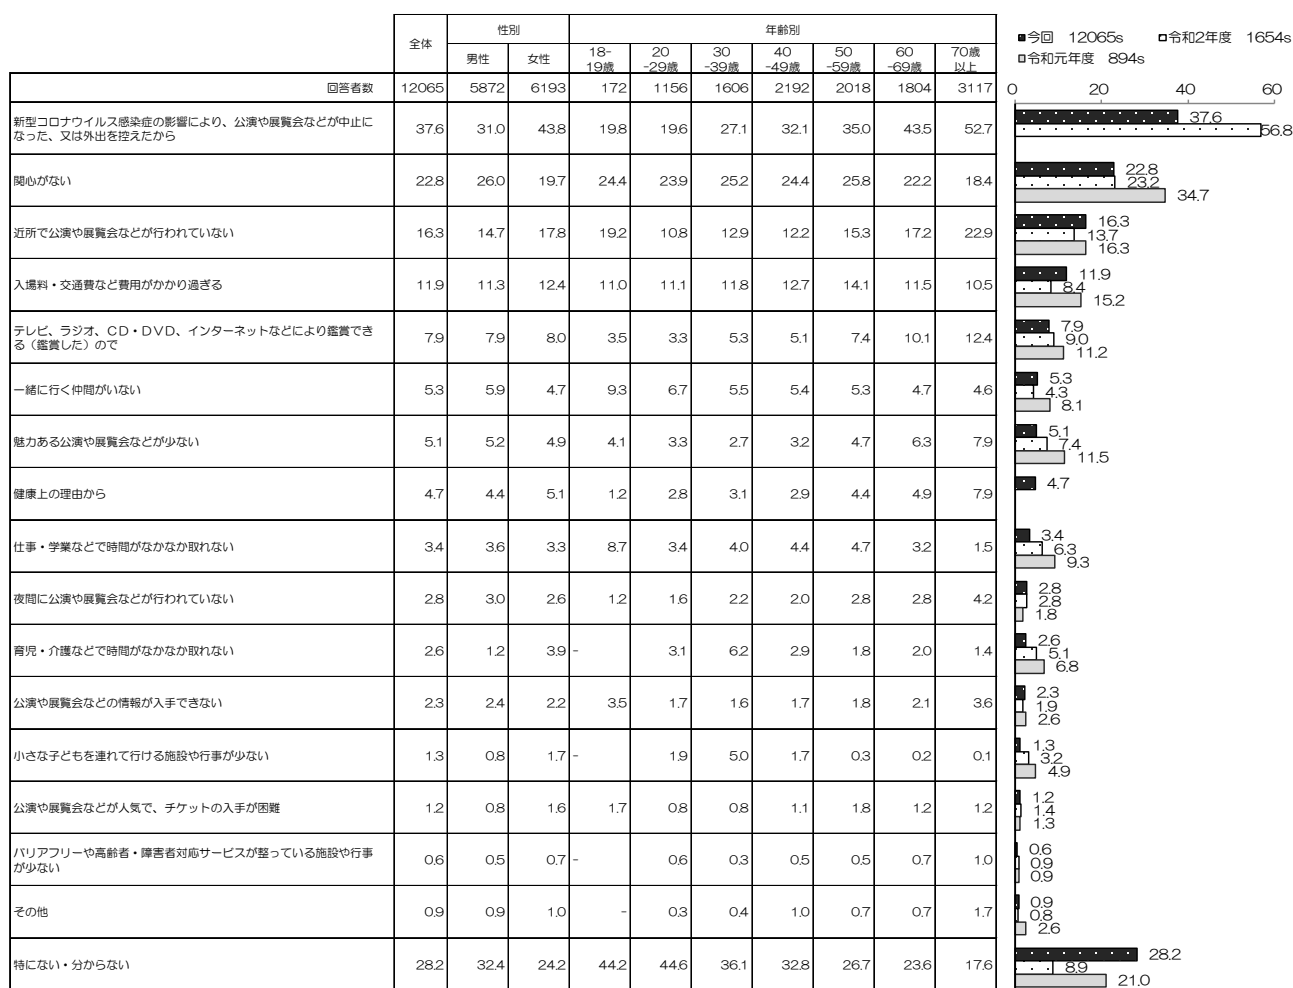 全体 性別 年齢別
男性 女性 18-19歳 20-29歳 30-39歳 40-49歳 50-59歳 60-69歳 70歳以上
■今回 12065s □令和2年度 1654s
□令和元年度 894s
回答者数 12065 5872 6193 172 1156 1606 2192 2018 1804 3117
0 20 40 60
新型コロナウイルス感染症の影響により、公演や展覧会などが中止に
なった、又は外出を控えたから
37.6 31.0 43.8 19.8 19.6 27.1 32.1 35.0 43.5 52.7
37.6
56.8
関心がない 22.8 26.0 19.7 24.4 23.9 25.2 24.4 25.8 22.2 18.4
22.8
23.2
34.7
近所で公演や展覧会などが行われていない 16.3 14.7 17.8 19.2 10.8 12.9 12.2 15.3 17.2 22.9
16.3
13.7
16.3
入場料・交通費など費用がかかり過ぎる 11.9 11.3 12.4 11.0 11.1 11.8 12.7 14.1 11.5 10.5
11.9
8.4
15.2
テレビ、ラジオ、CD・DVD、インターネットなどにより鑑賞でき
る（鑑賞した）ので
7.9 7.9 8.0 3.5 3.3 5.3 5.1 7.4 10.1 12.4
7.9
9.0
11.2
一緒に行く仲間がいない 5.3 5.9 4.7 9.3 6.7 5.5 5.4 5.3 4.7 4.6
5.3
4.3
8.1
魅力ある公演や展覧会などが少ない 5.1 5.2 4.9 4.1 3.3 2.7 3.2 4.7 6.3 7.9
5.1
7.4
11.5
健康上の理由から 4.7 4.4 5.1 1.2 2.8 3.1 2.9 4.4 4.9 7.9
4.7
仕事・学業などで時間がなかなか取れない 3.4 3.6 3.3 8.7 3.4 4.0 4.4 4.7 3.2 1.5
3.4
6.3
9.3
夜間に公演や展覧会などが行われていない 2.8 3.0 2.6 1.2 1.6 2.2 2.0 2.8 2.8 4.2
2.8
2.8
1.8
育児・介護などで時間がなかなか取れない 2.6 1.2 3.9 - 3.1 6.2 2.9 1.8 2.0 1.4
2.6
5.1
6.8
公演や展覧会などの情報が入手できない 2.3 2.4 2.2 3.5 1.7 1.6 1.7 1.8 2.1 3.6
2.3
1.9
2.6
小さな子どもを連れて行ける施設や行事が少ない 1.3 0.8 1.7 - 1.9 5.0 1.7 0.3 0.2 0.1
1.3
3.2
4.9
公演や展覧会などが人気で、チケットの入手が困難 1.2 0.8 1.6 1.7 0.8 0.8 1.1 1.8 1.2 1.2
1.2
1.4
1.3
バリアフリーや高齢者・障害者対応サービスが整っている施設や行事
が少ない
0.6 0.5 0.7 - 0.6 0.3 0.5 0.5 0.7 1.0
0.6
0.9
0.9
その他 0.9 0.9 1.0 - 0.3 0.4 1.0 0.7 0.7 1.7
0.9
0.8
2.6
特にない・分からない 28.2 32.4 24.2 44.2 44.6 36.1 32.8 26.7 23.6 17.6
28.2
8.9
21.0